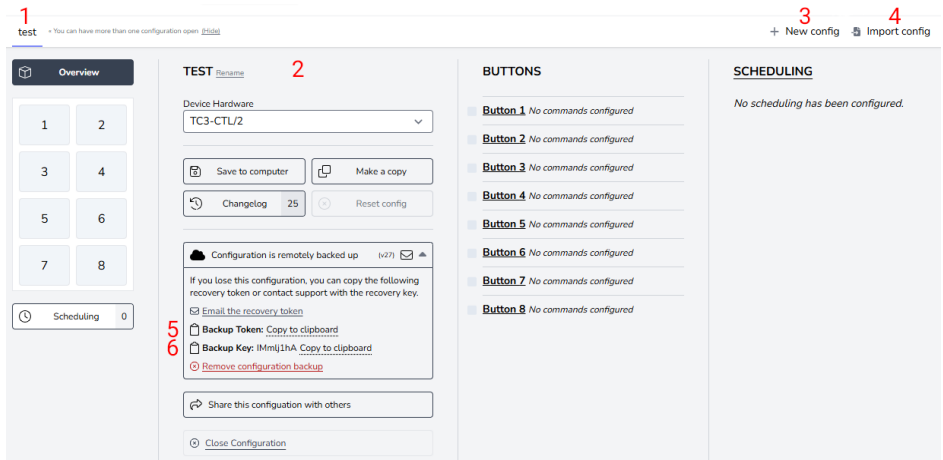 1
3
4
test
• You can have more than one configuration open (Hide)
+ New config
Import config
Overview
1
2
3
4
5
6
7
8
Scheduling 0
TEST Rename
2
Device Hardware
TC3-CTL/2
Save to computer
Make a copy
Changelog 25
Reset config
Configuration is remotely backed up (v27)
If you lose this configuration, you can copy the following
recovery token or contact support with the recovery key.
Email the recovery token
5 Backup Token: Copy to clipboard
6 Backup Key: IMmlj1hA Copy to clipboard
Remove configuration backup
Share this configuation with others
Close Configuration
BUTTONS
Button 1 No commands configured
Button 2 No commands configured
Button 3 No commands configured
Button 4 No commands configured
Button 5 No commands configured
Button 6 No commands configured
Button 7 No commands configured
Button 8 No commands configured
SCHEDULING
No scheduling has been configured.